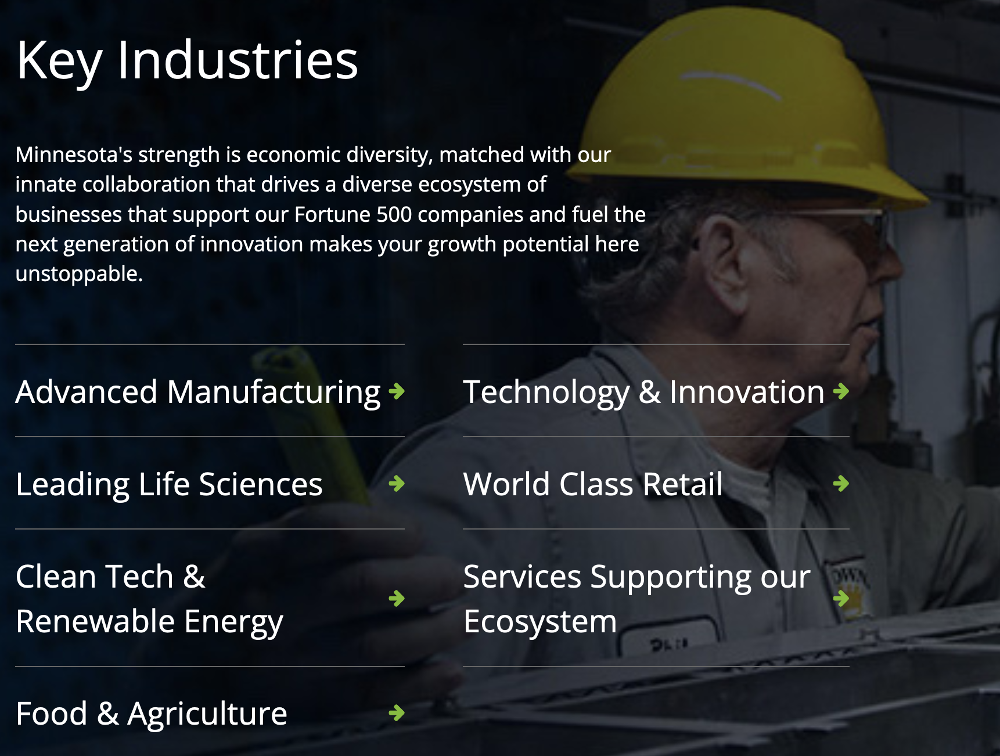 Key Industries
Minnesota's strength is economic diversity, matched with our
innate collaboration that drives a diverse ecosystem of
businesses that support our Fortune 500 companies and fuel the
next generation of innovation makes your growth potential here
unstoppable.
Advanced Manufacturing
Technology & Innovation
Leading Life Sciences
World Class Retail
Clean Tech &
Renewable Energy
Services Supporting our
Ecosystem
Food & Agriculture